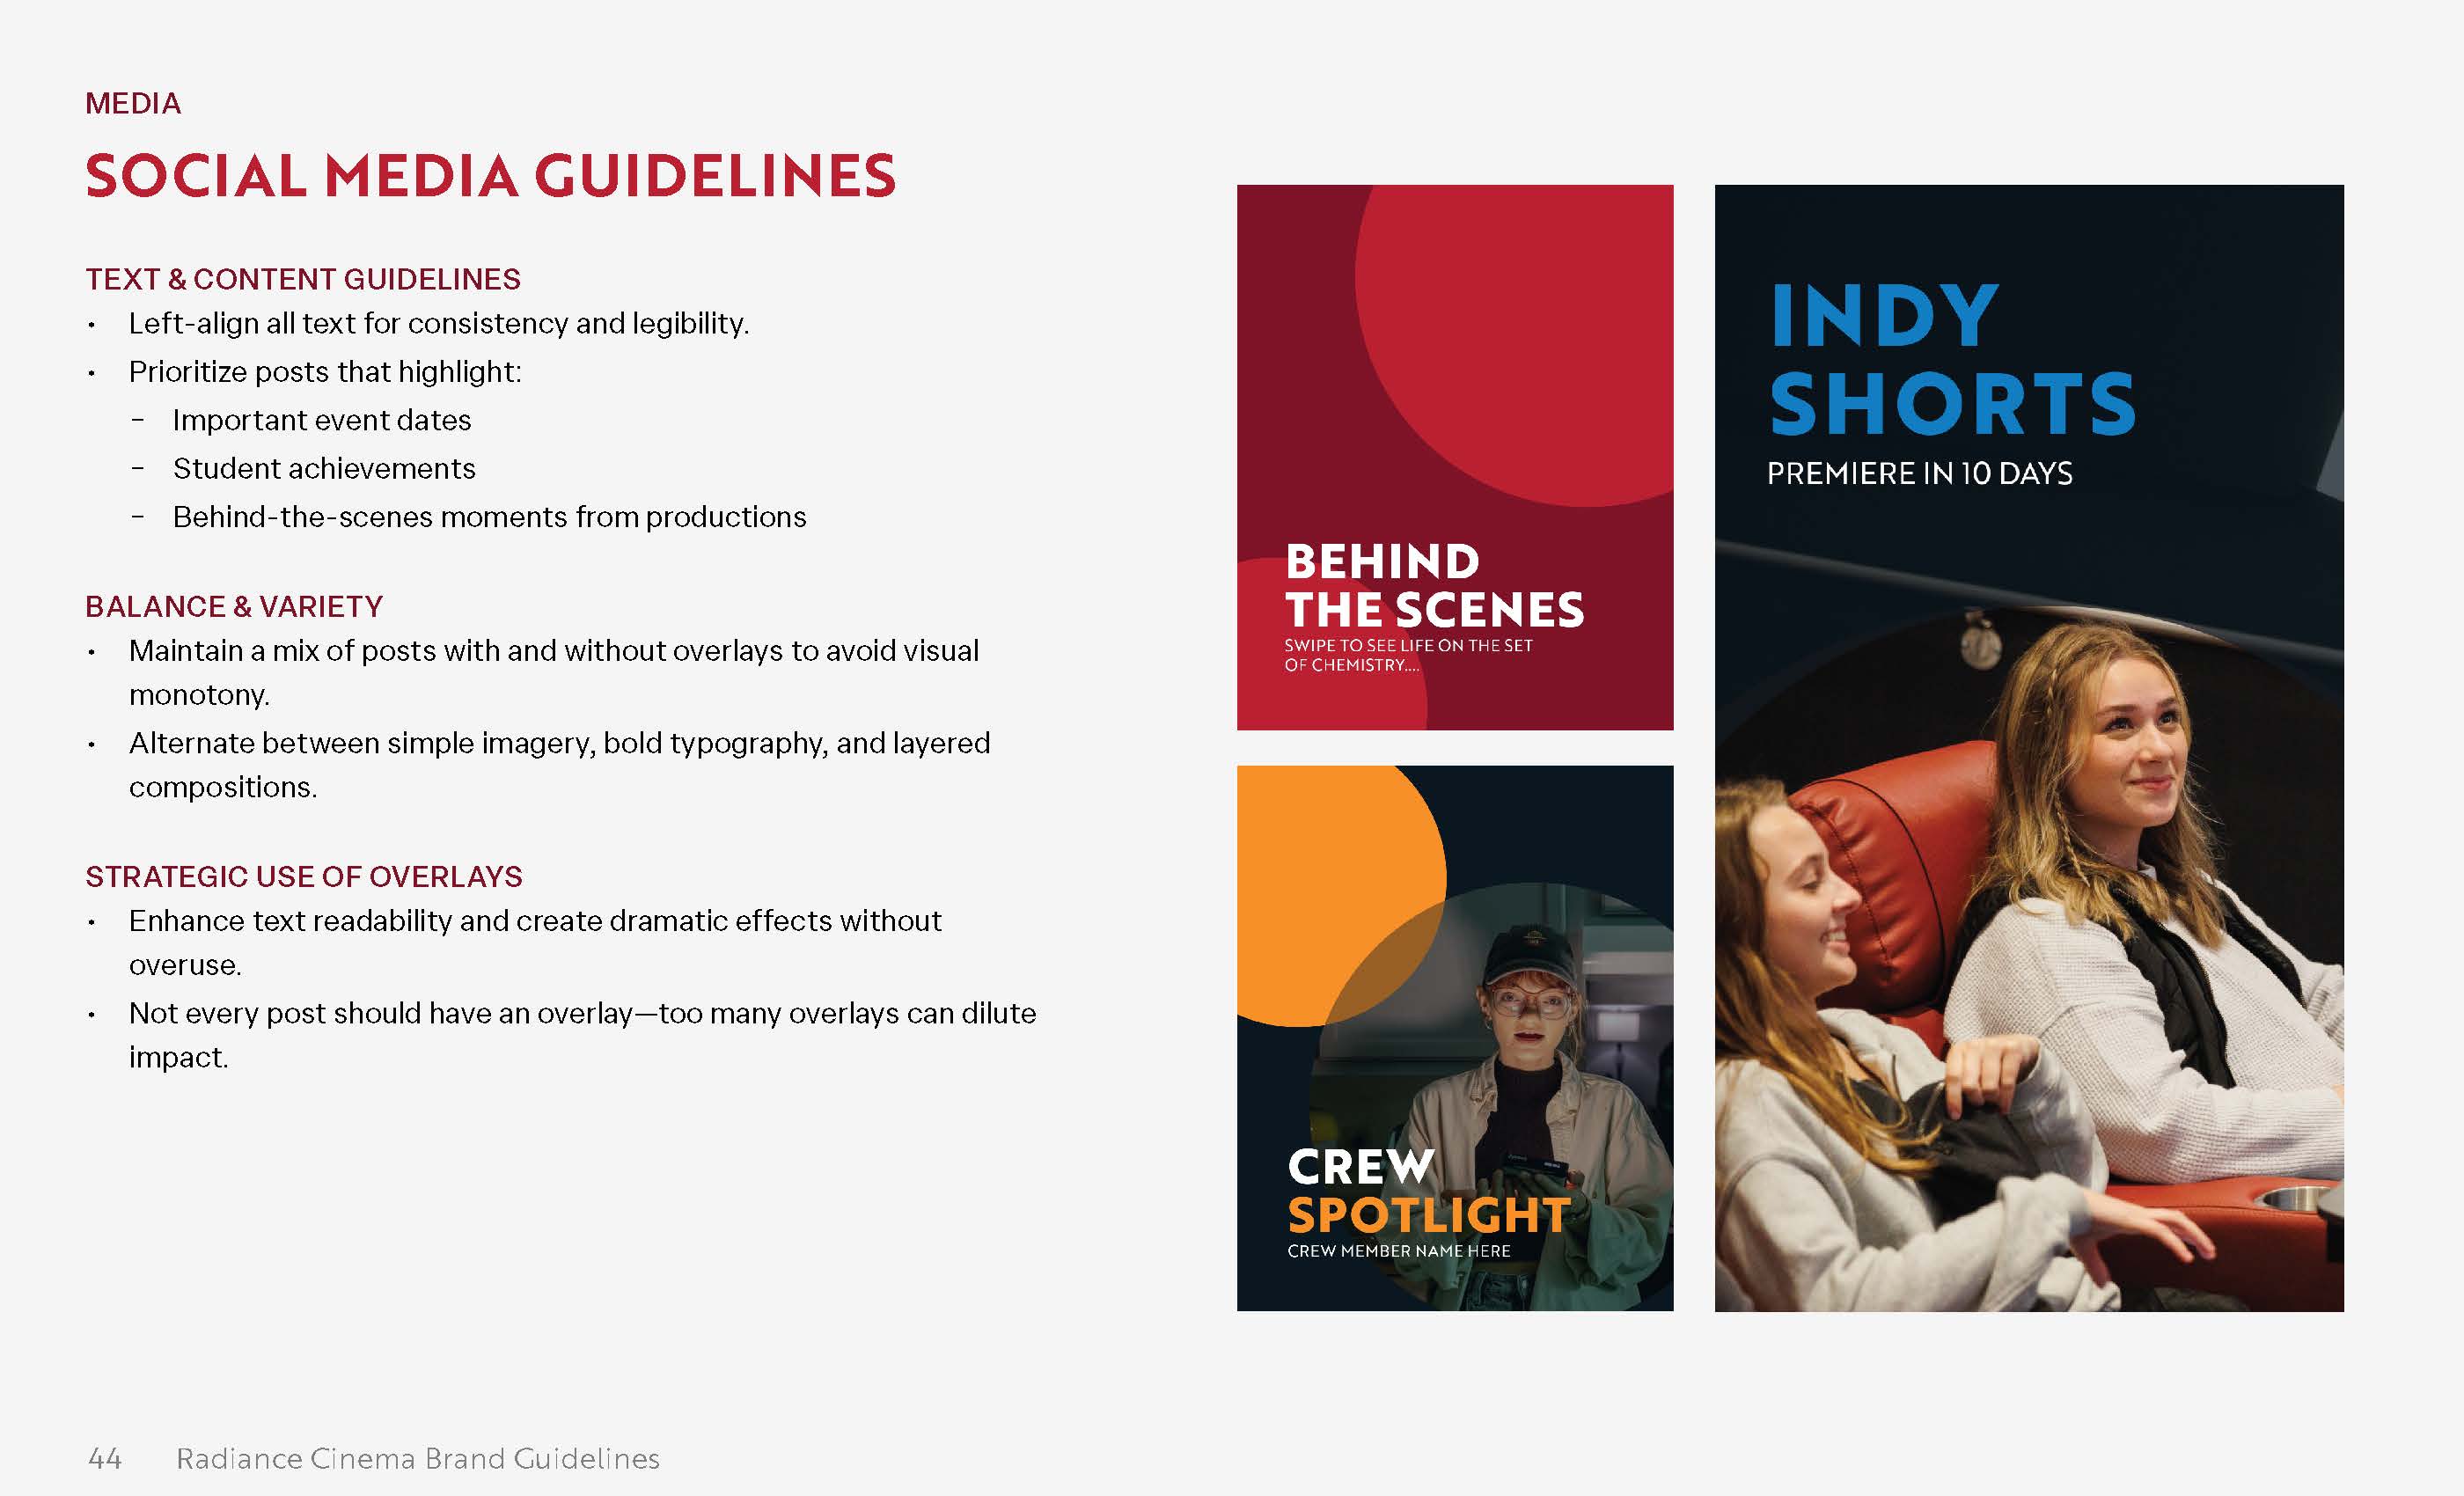 MEDIA
SOCIAL MEDIA GUIDELINES
TEXT & CONTENT GUIDELINES
• Left-align all text for consistency and legibility.
• Prioritize posts that highlight:
– Important event dates
– Student achievements
– Behind-the-scenes moments from productions
BALANCE & VARIETY
• Maintain a mix of posts with and without overlays to avoid visual
monotony.
• Alternate between simple imagery, bold typography, and layered
compositions.
STRATEGIC USE OF OVERLAYS
• Enhance text readability and create dramatic effects without
overuse.
• Not every post should have an overlay—too many overlays can dilute
impact.
BEHIND
THE SCENES
SWIPE TO SEE LIFE ON THE SET
OF CHEMISTRY....
CREW
SPOTLIGHT
CREW MEMBER NAME HERE
INDY
SHORTS
PREMIERE IN 10 DAYS
44 Radiance Cinema Brand Guidelines